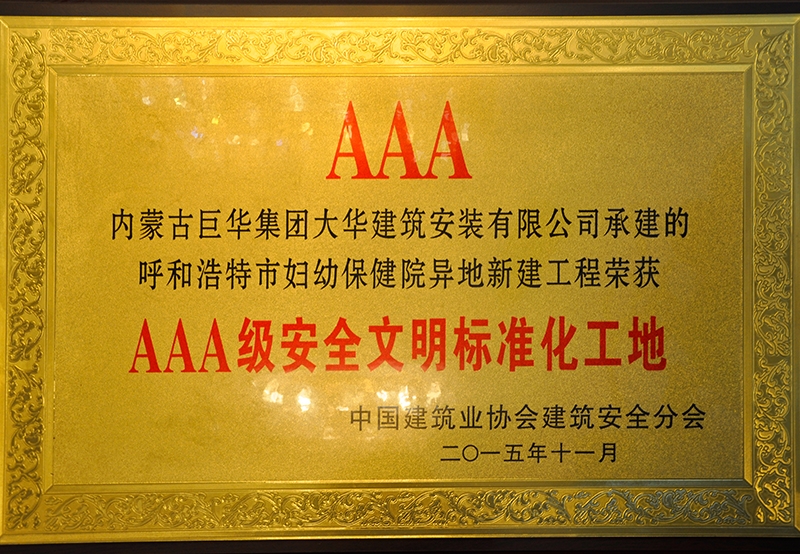 AAA
内蒙古巨华集团大华建筑安装有限公司承建的
呼和浩特市妇幼保健院异地新建工程荣获
AAA级安全文明标准化工地
中国建筑业协会建筑安全分会
二〇一五年十一月